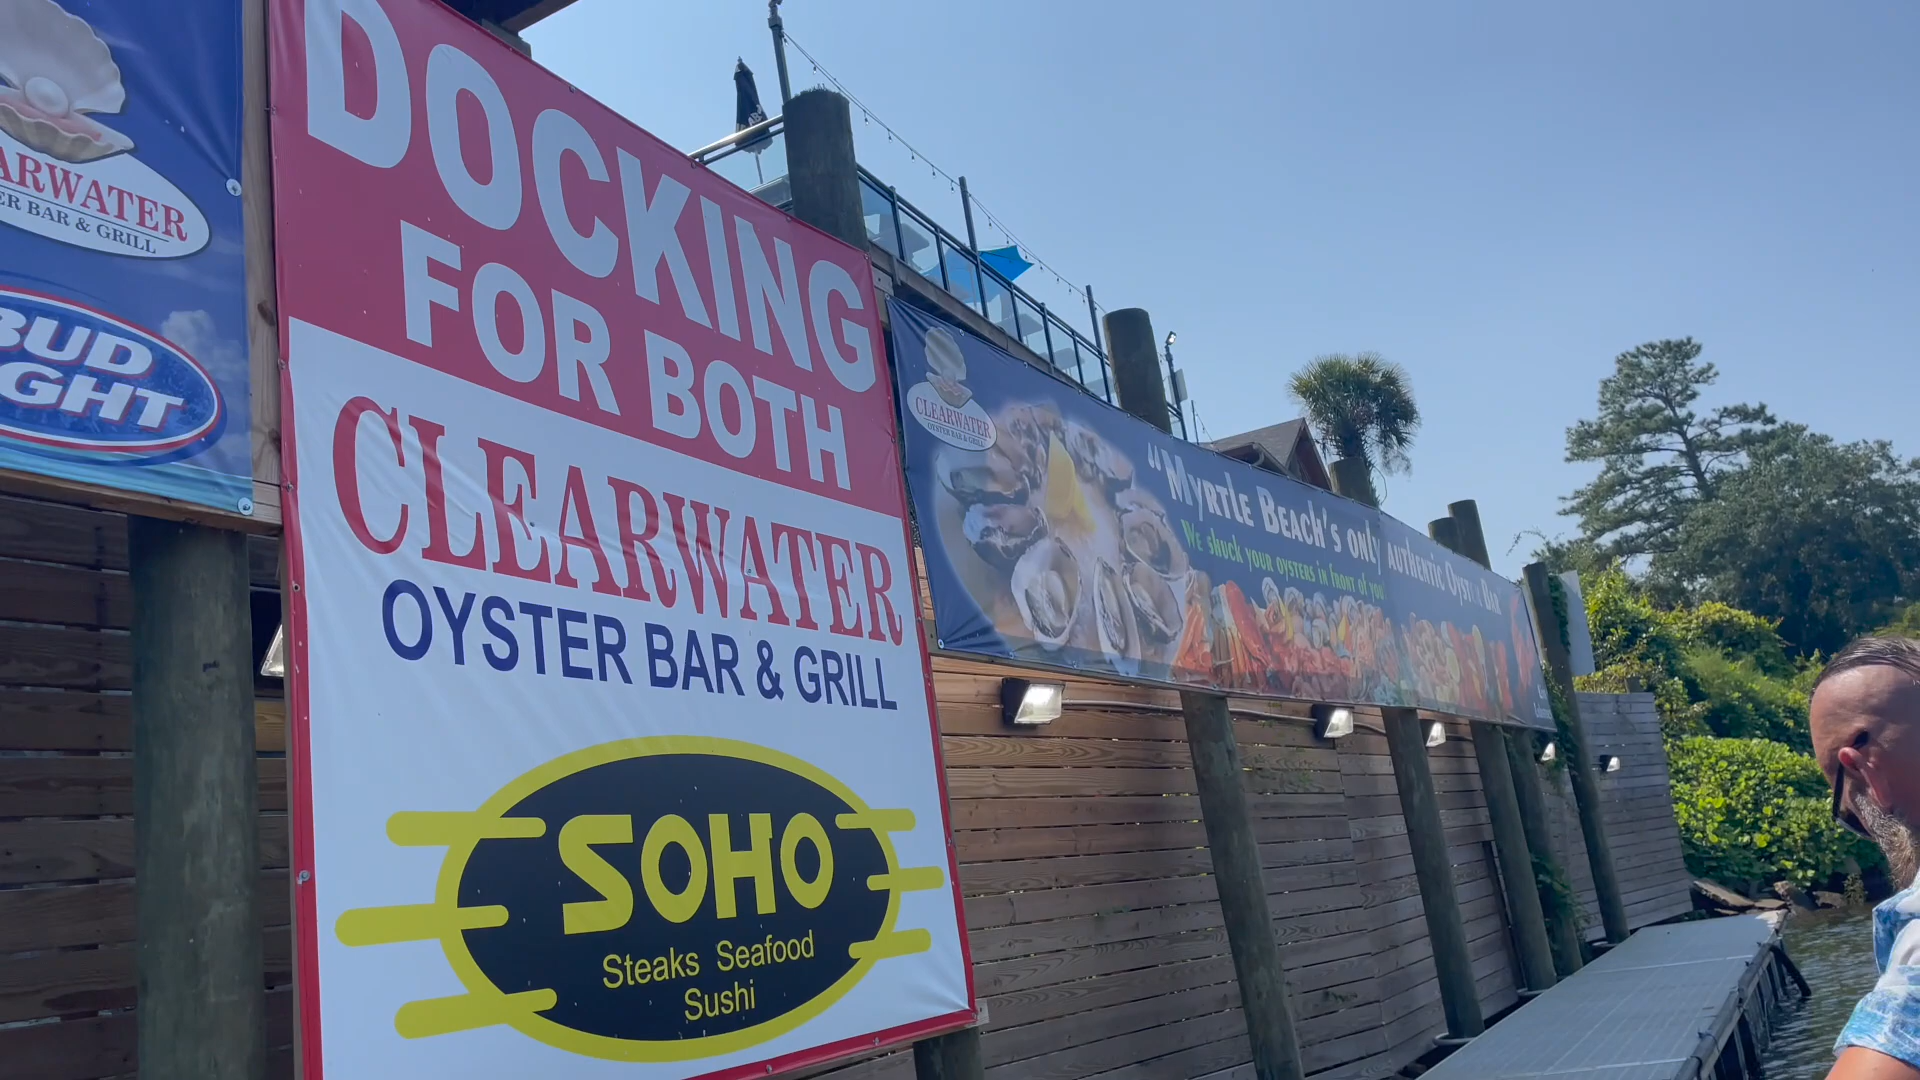 ARWATER
ER BAR & GRILL
BUD
GHT
DOCKING
FOR BOTH
CLEARWATER
OYSTER BAR & GRILL
SOHO
Steaks Seafood
Sushi
CLEARWATER
OYSTER BAR & GRILL
"Myrtle Beach's only authentic Oyster Bar
We shuck your oysters in front of you